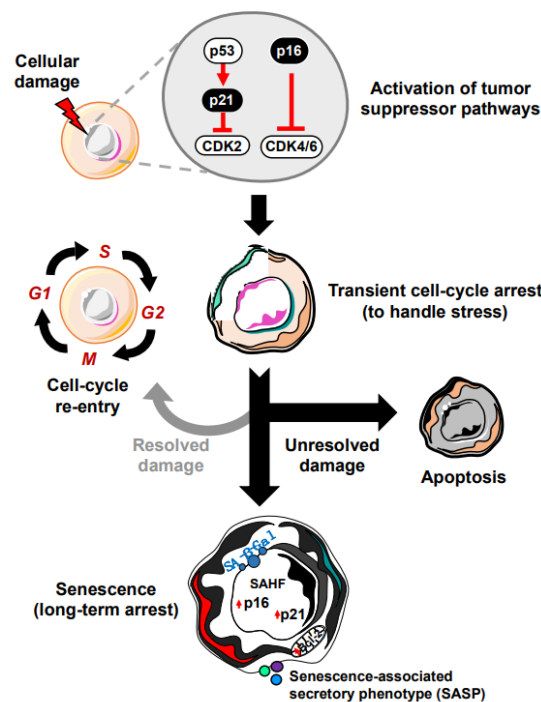 Cellular
damage
p53
p16
p21
CDK2
CDK4/6
Activation of tumor
suppressor pathways
S
G1
G2
M
Cell-cycle
re-entry
Transient cell-cycle arrest
(to handle stress)
Resolved
damage
Unresolved
damage
Apoptosis
Senescence
(long-term arrest)
SA-βGal
SAHF
p16
p21
Senescence-associated
secretory phenotype (SASP)